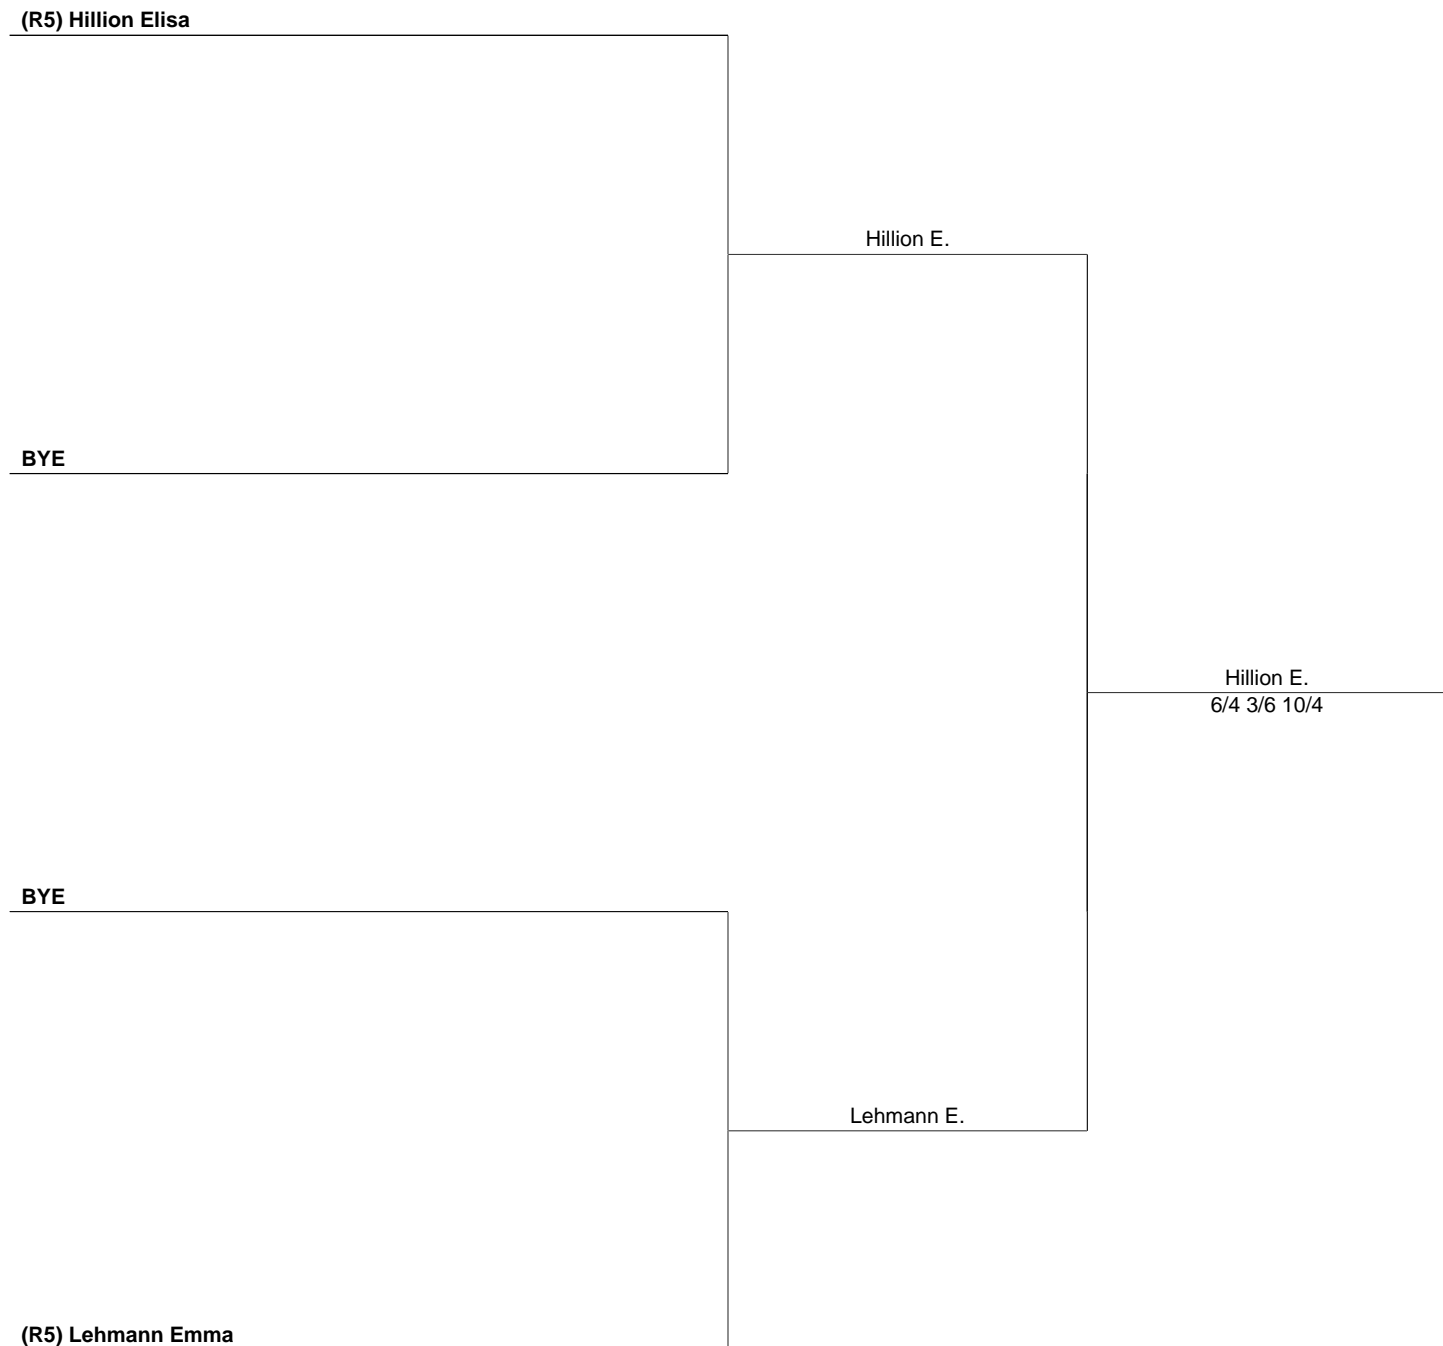 (R5) Hillion Elisa
Hillion E.
BYE
Hillion E.
6/4 3/6 10/4
BYE
Lehmann E.
(R5) Lehmann Emma